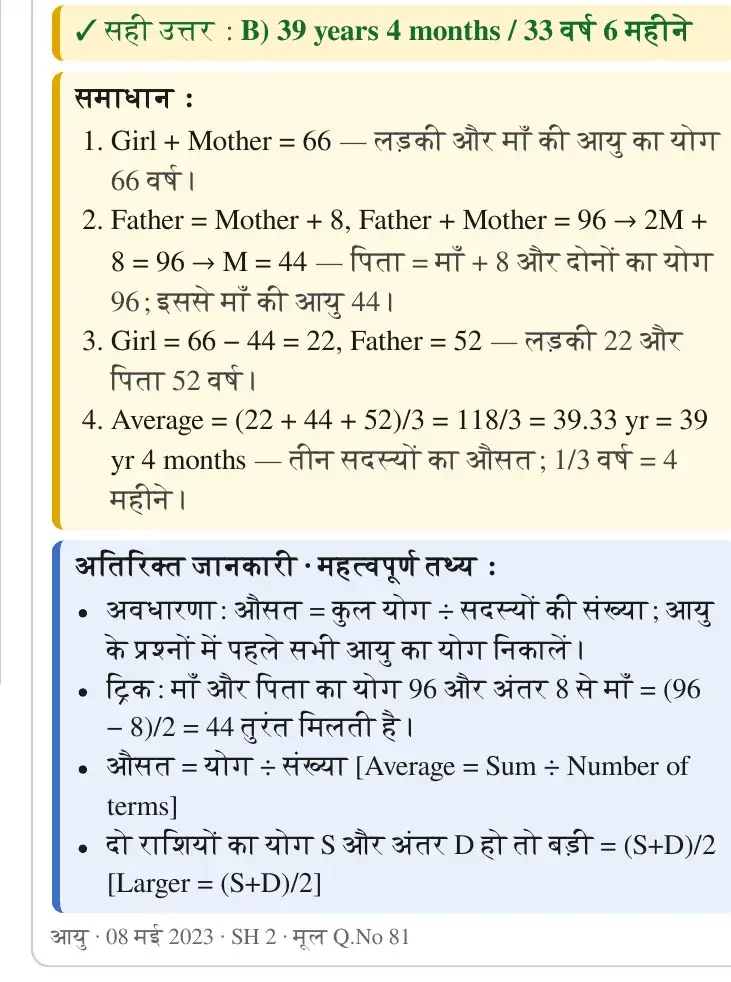 ✓ सही उत्तर : B) 39 years 4 months / 33 वर्ष 6 महीने
समाधान :
1. Girl + Mother = 66 — लड़की और माँ की आयु का योग
66 वर्ष।
2. Father = Mother + 8, Father + Mother = 96 → 2M +
8 = 96 → M = 44 — पिता = माँ + 8 और दोनों का योग
96; इससे माँ की आयु 44।
3. Girl = 66 − 44 = 22, Father = 52 — लड़की 22 और
पिता 52 वर्ष।
4. Average = (22 + 44 + 52)/3 = 118/3 = 39.33 yr = 39
yr 4 months — तीन सदस्यों का औसत; 1/3 वर्ष = 4
महीने।
अतिरिक्त जानकारी · महत्वपूर्ण तथ्य :
• अवधारणा: औसत = कुल योग ÷ सदस्यों की संख्या; आयु
के प्रश्नों में पहले सभी आयु का योग निकालें।
• ट्रिक: माँ और पिता का योग 96 और अंतर 8 से माँ = (96
− 8)/2 = 44 तुरंत मिलती है।
• औसत = योग ÷ संख्या [Average = Sum ÷ Number of
terms]
• दो राशियों का योग S और अंतर D हो तो बड़ी = (S+D)/2
[Larger = (S+D)/2]
आयु · 08 मई 2023 · SH 2 · मूल Q.No 81